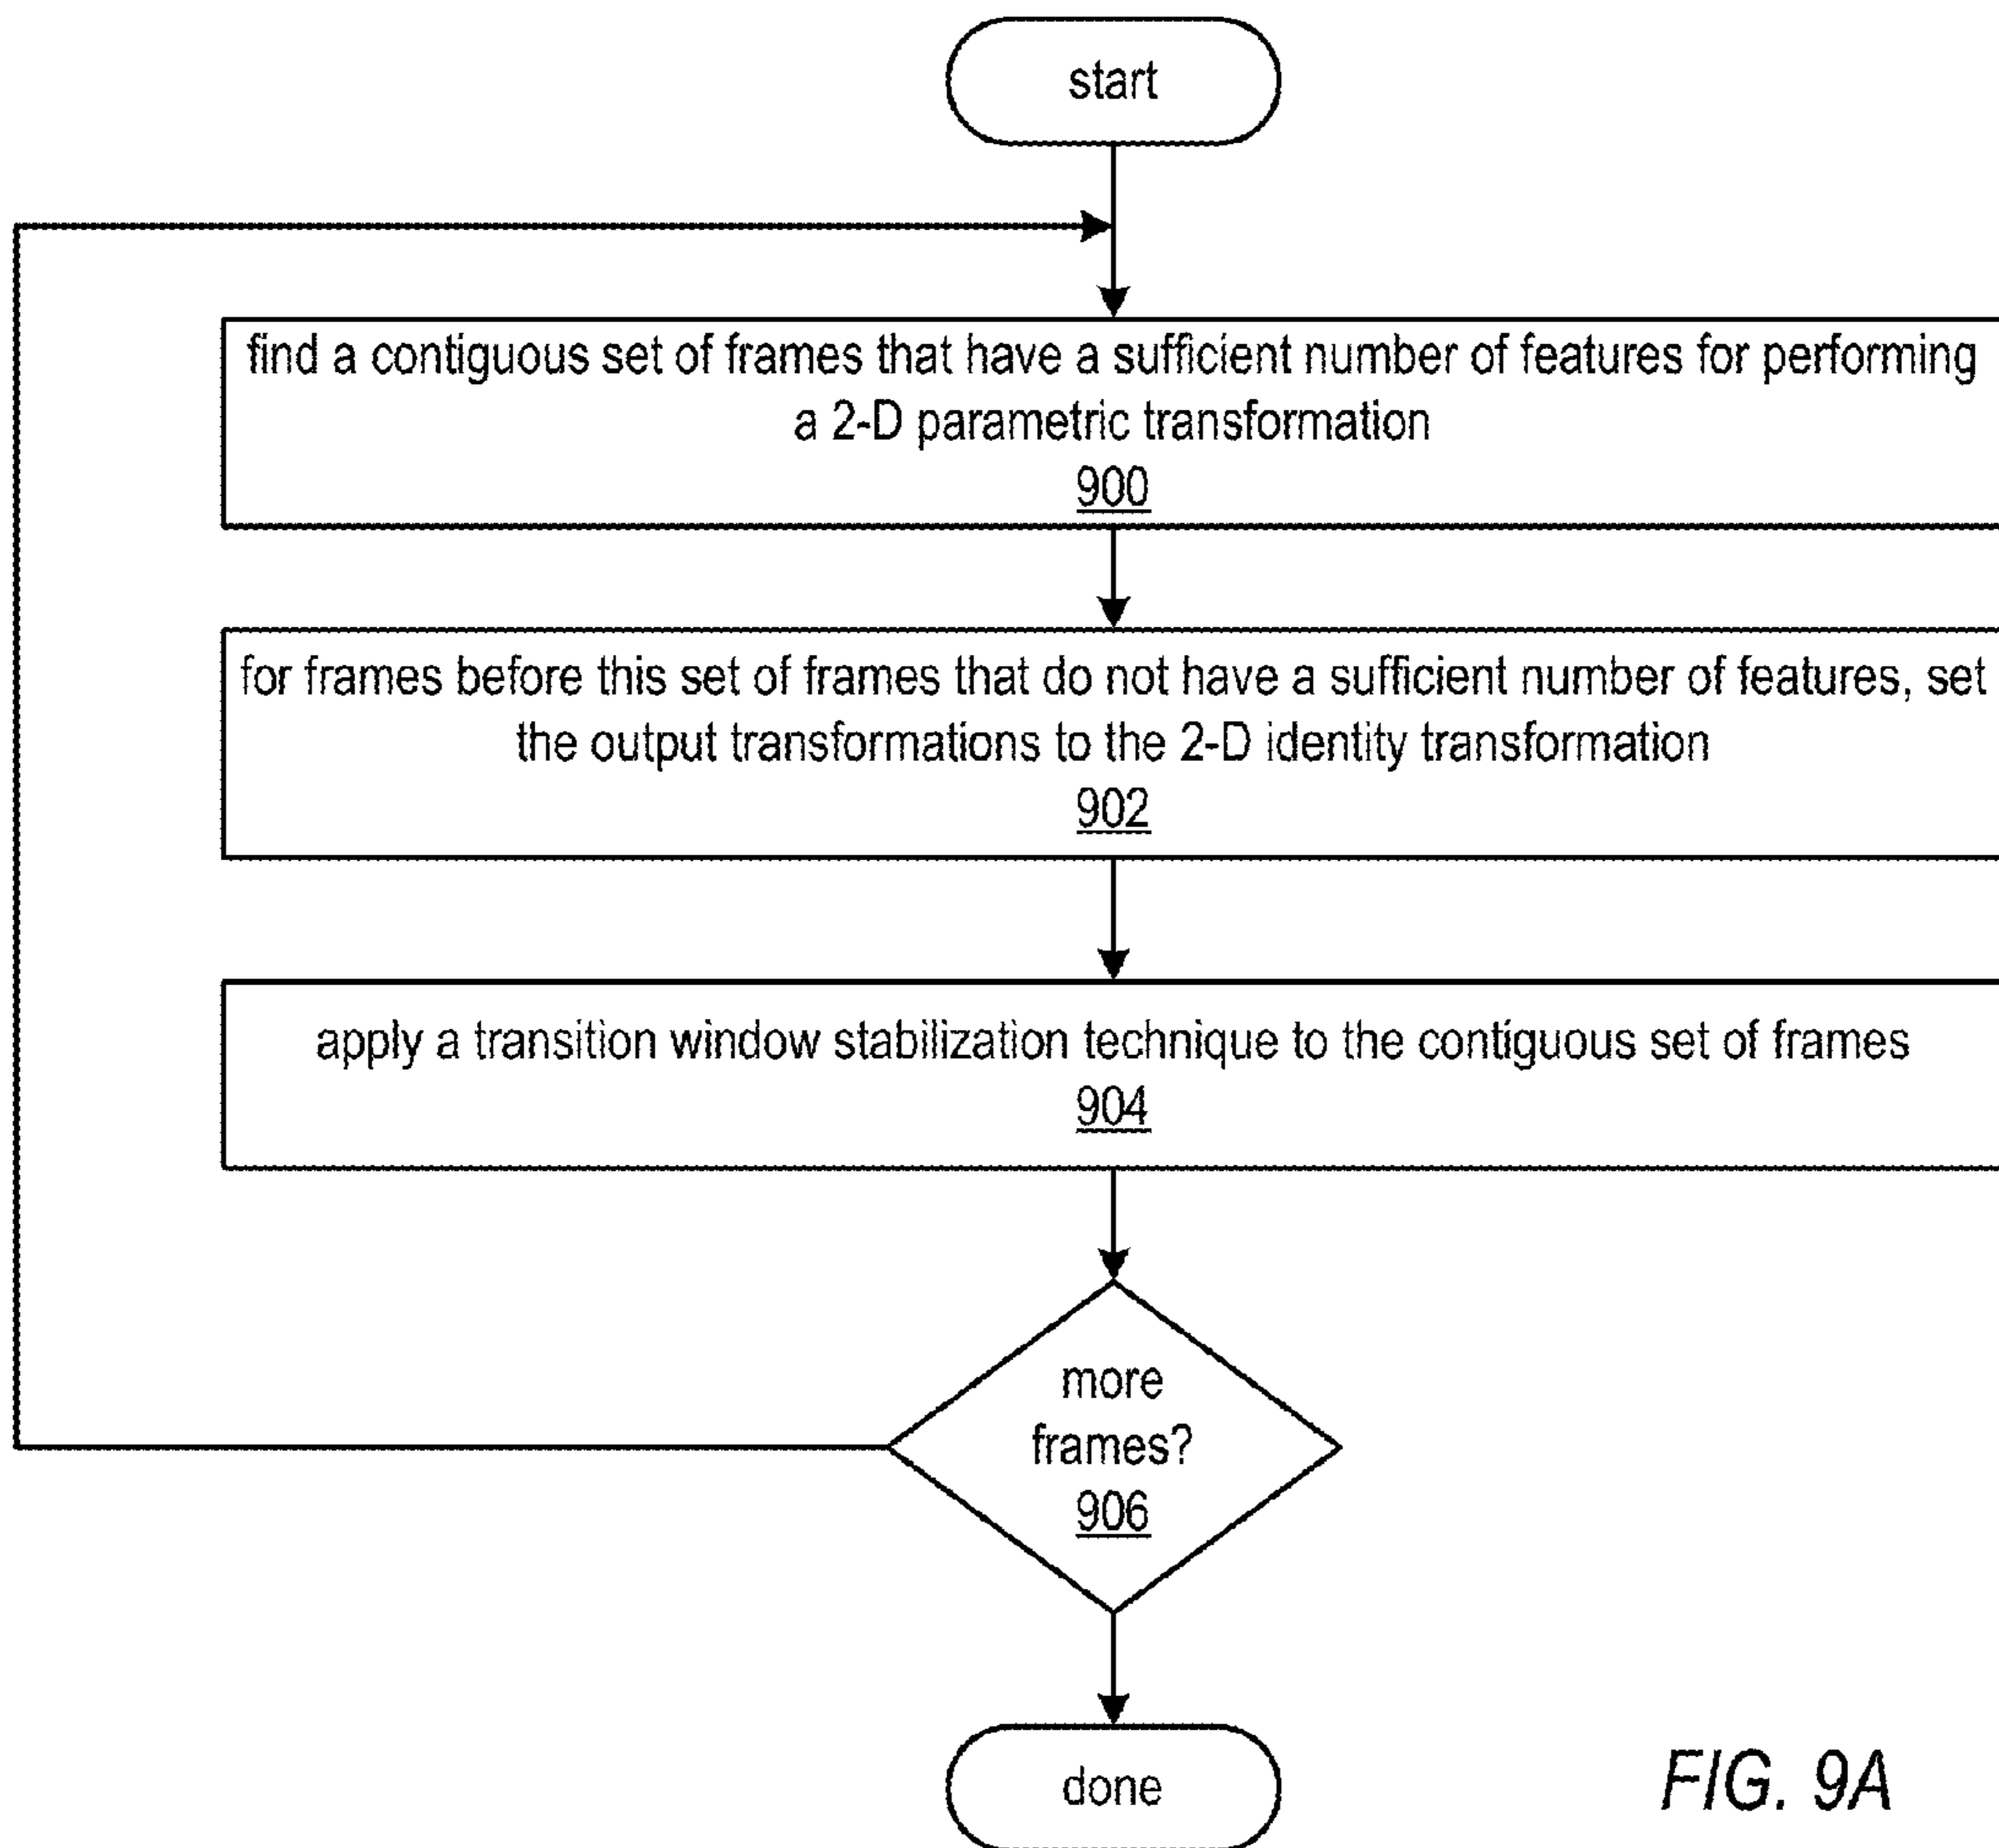 start
find a contiguous set of frames that have a sufficient number of features for performing
a 2-D parametric transformation
900
for frames before this set of frames that do not have a sufficient number of features, set
the output transformations to the 2-D identity transformation
902
apply a transition window stabilization technique to the contiguous set of frames
904
more
frames?
906
done
FIG. 9A